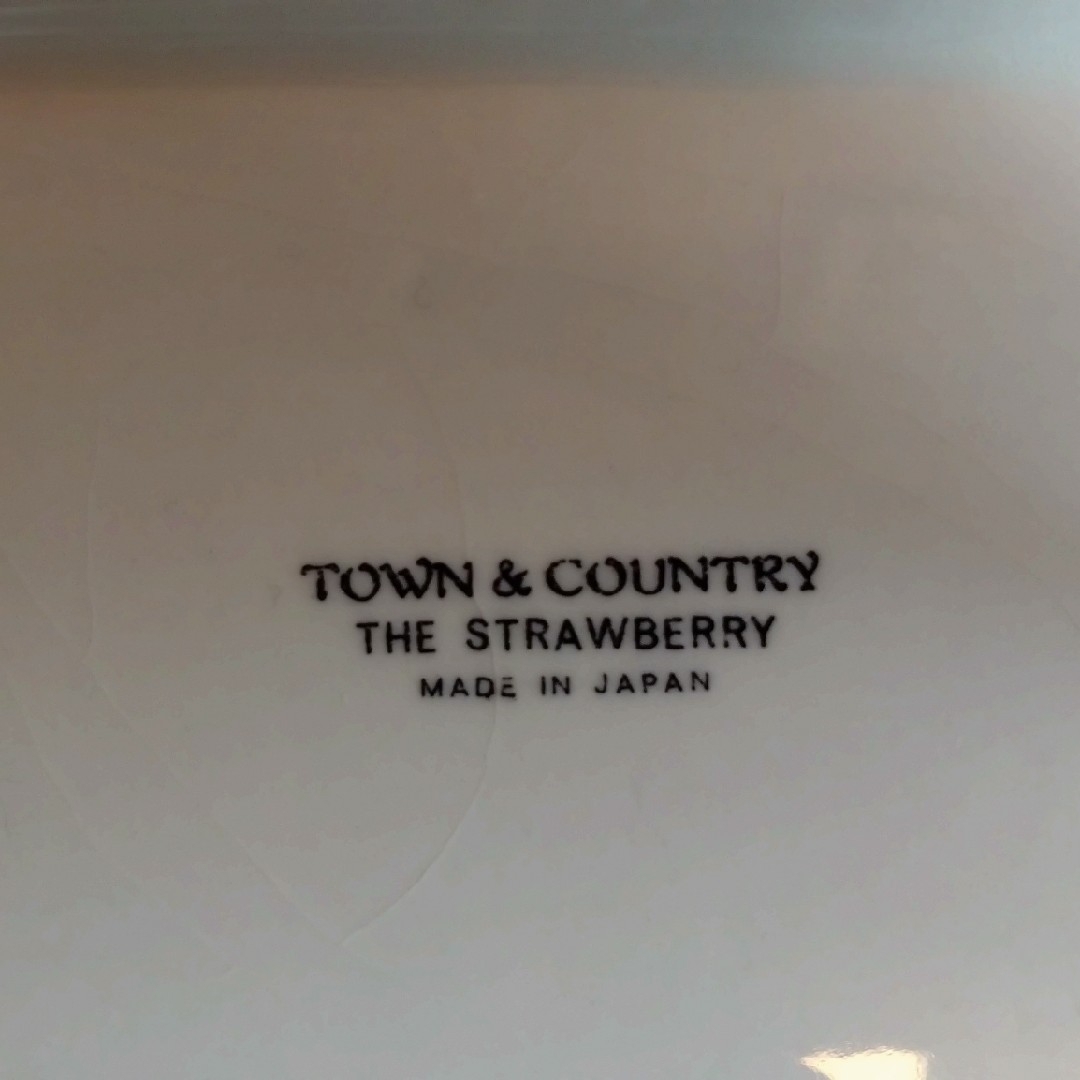 TOWN & COUNTRY
THE STRAWBERRY
MADE IN JAPAN